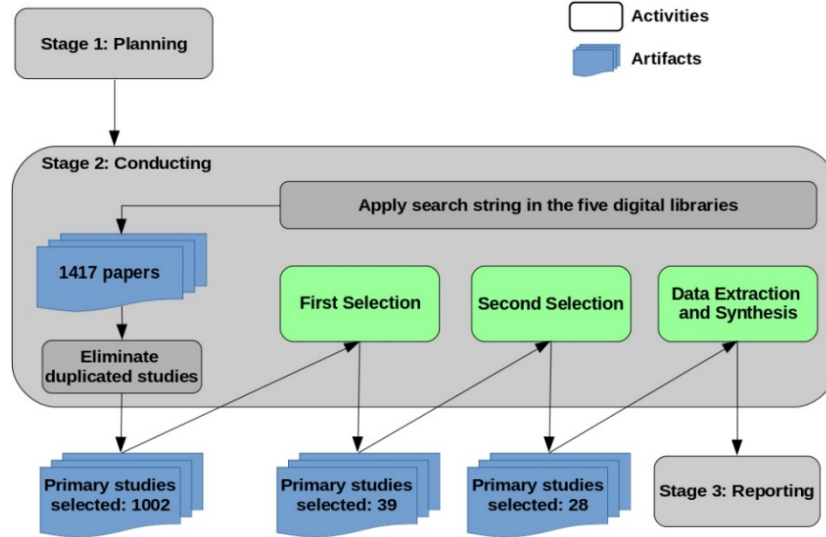 Stage 1: Planning
Activities
Artifacts
Stage 2: Conducting
Apply search string in the five digital libraries
1417 papers
First Selection
Second Selection
Data Extraction
and Synthesis
Eliminate
duplicated studies
Primary studies
selected: 1002
Primary studies
selected: 39
Primary studies
selected: 28
Stage 3: Reporting